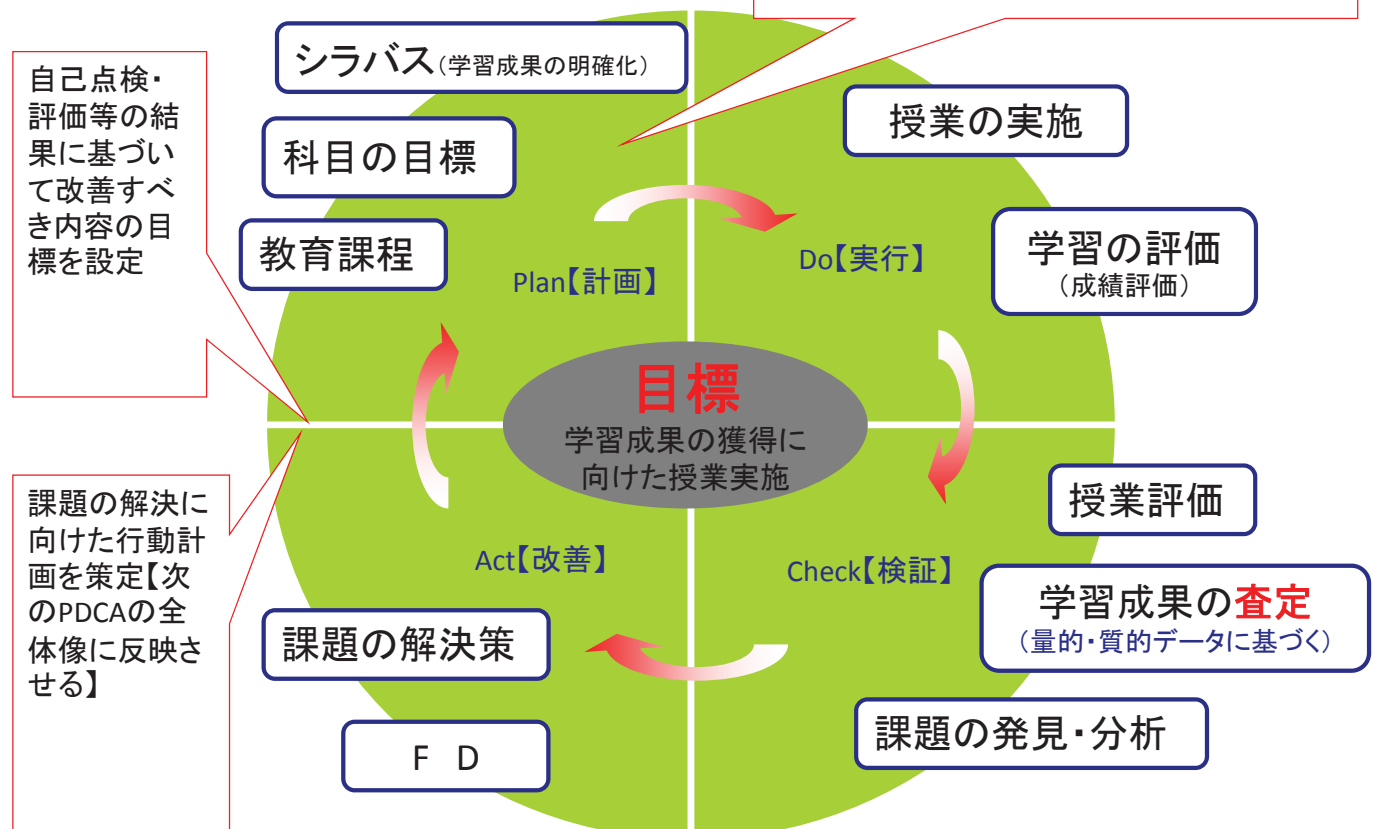 シラバス(学習成果の明確化)
自己点検・
評価等の結
果に基づい
て改善すべ
き内容の目
標を設定
科目の目標
教育課程
Plan【計画】
授業の実施
Do【実行】
学習の評価
(成績評価)
目標
学習成果の獲得に
向けた授業実施
課題の解決に
向けた行動計
画を策定【次
のPDCAの全
体像に反映さ
せる】
Act【改善】
課題の解決策
F D
Check【検証】
授業評価
学習成果の査定
(量的・質的データに基づく)
課題の発見・分析